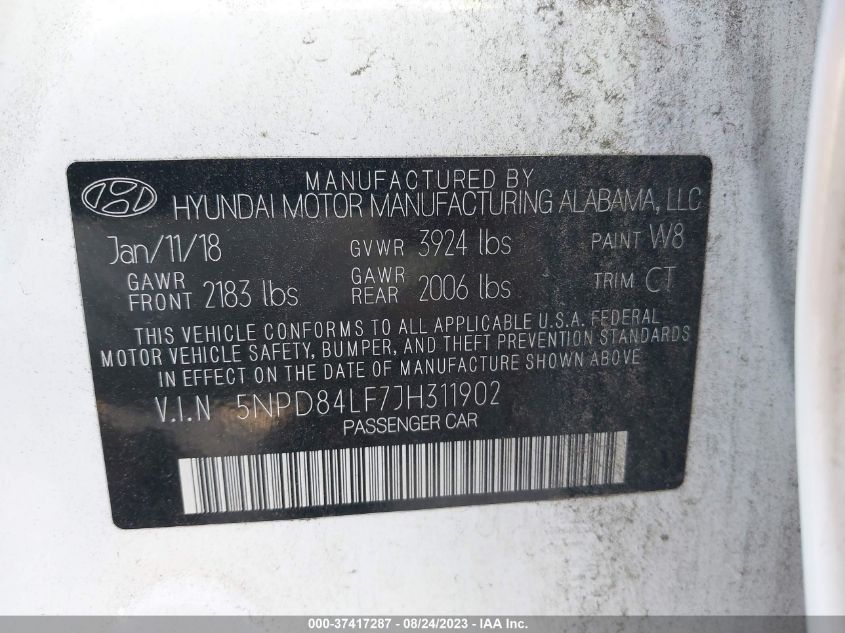 MANUFACTURED BY
HYUNDAI MOTOR MANUFACTURING ALABAMA, LLC
Jan/11/18 GVWR 3924 lbs PAINT W8
GAWR FRONT 2183 lbs GAWR REAR 2006 lbs TRIM CT
THIS VEHICLE CONFORMS TO ALL APPLICABLE U.S.A. FEDERAL
MOTOR VEHICLE SAFETY, BUMPER, AND THEFT PREVENTION STANDARDS
IN EFFECT ON THE DATE OF MANUFACTURE SHOWN ABOVE.
V.I.N 5NPD84LF7JH311902
PASSENGER CAR
000-37417287 - 08/24/2023 - IAA Inc.